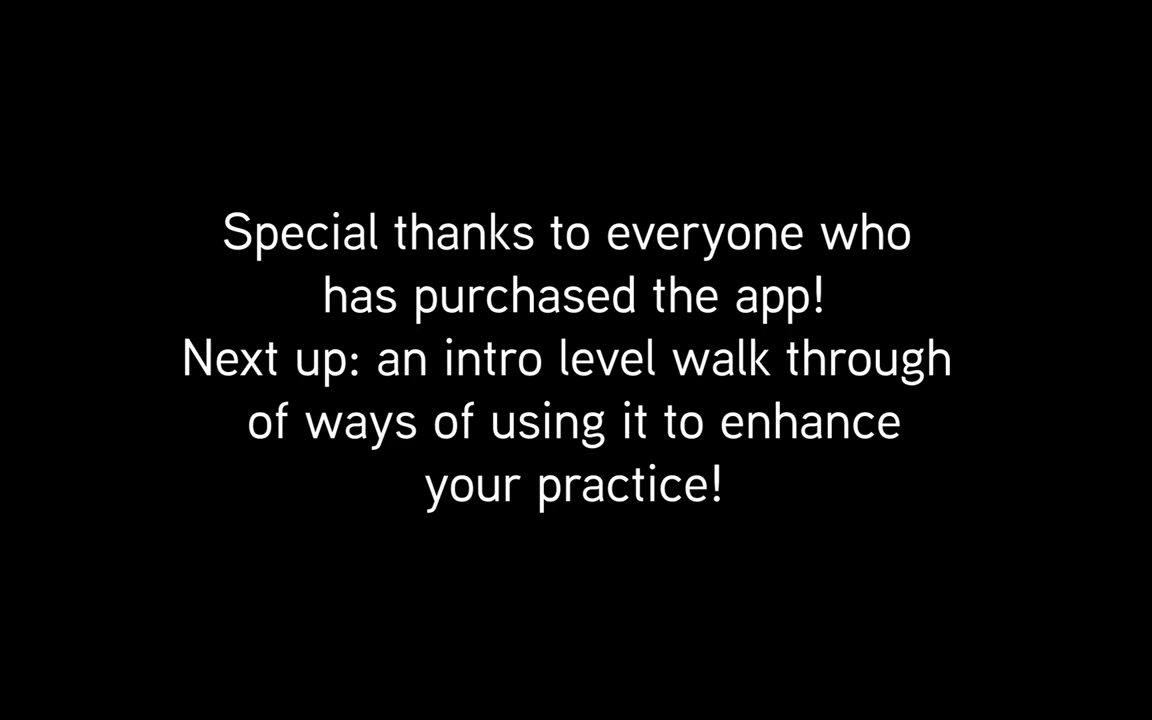 Special thanks to everyone who
has purchased the app!
Next up: an intro level walk through
of ways of using it to enhance
your practice!